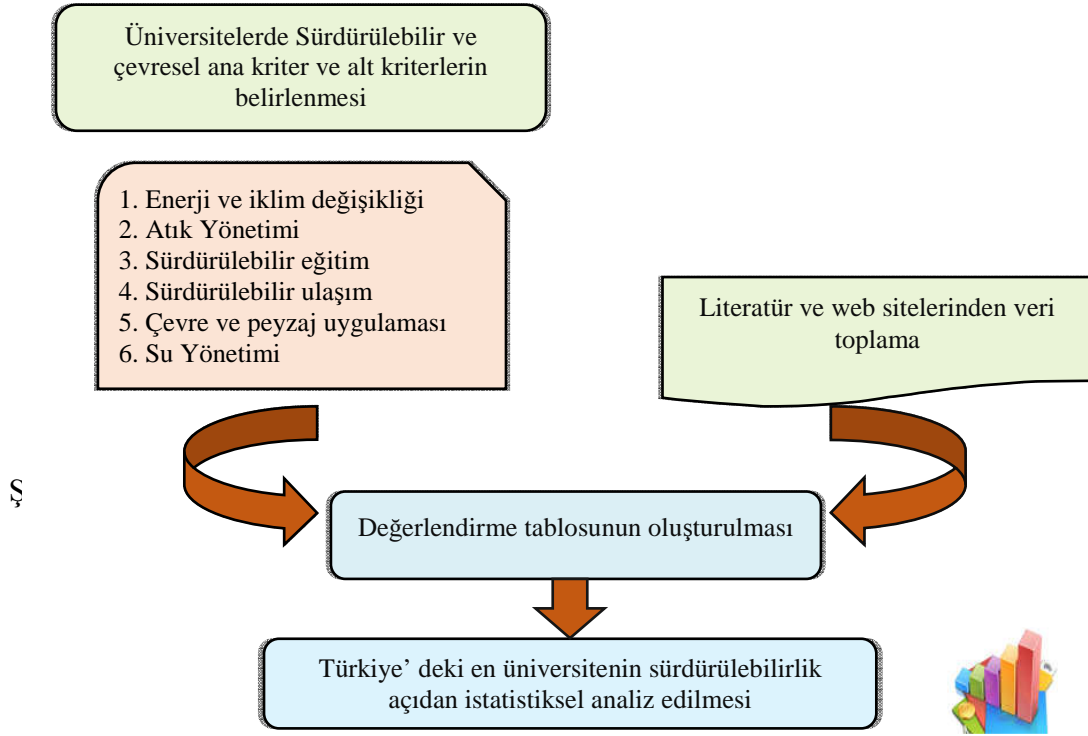 Üniversitelerde Sürdürülebilir ve
çevresel ana kriter ve alt kriterlerin
belirlenmesi
1. Enerji ve iklim değişikliği
2. Atık Yönetimi
3. Sürdürülebilir eğitim
4. Sürdürülebilir ulaşım
5. Çevre ve peyzaj uygulaması
6. Su Yönetimi
Literatür ve web sitelerinden veri
toplama
Ş
Değerlendirme tablosunun oluşturulması
Türkiye’ deki en üniversitenin sürdürülebilirlik
açıdan istatistiksel analiz edilmesi